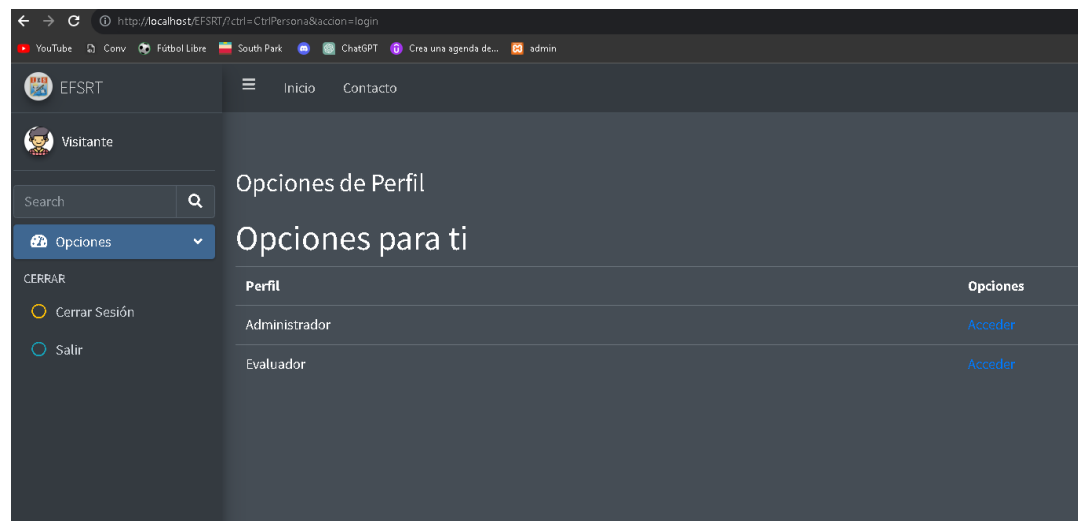 http://localhost/EFSRT/?ctrl=CtrlPersona&accion=login
YouTube Conv Fútbol Libre South Park ChatGPT Crea una agenda de... admin
EFSRT
Inicio Contacto
Visitante
Opciones de Perfil
Search
Opciones para ti
Opciones
CERRAR
Perfil Opciones
Cerrar Sesión
Administrador Acceder
Salir
Evaluador Acceder